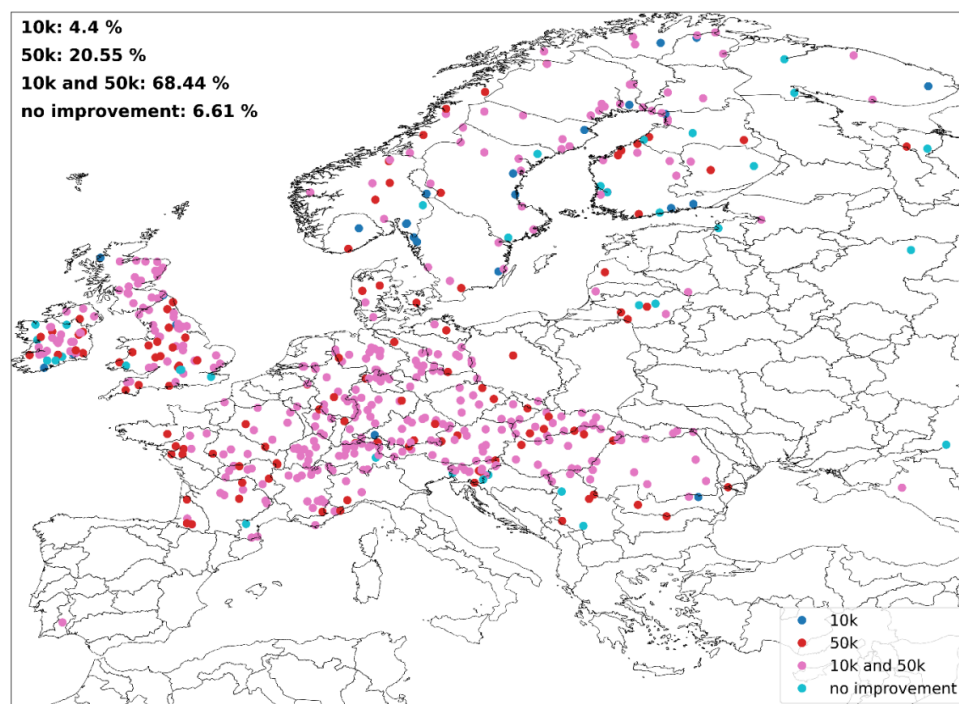 10k: 4.4 %
50k: 20.55 %
10k and 50k: 68.44 %
no improvement: 6.61 %
10k
50k
10k and 50k
no improvement